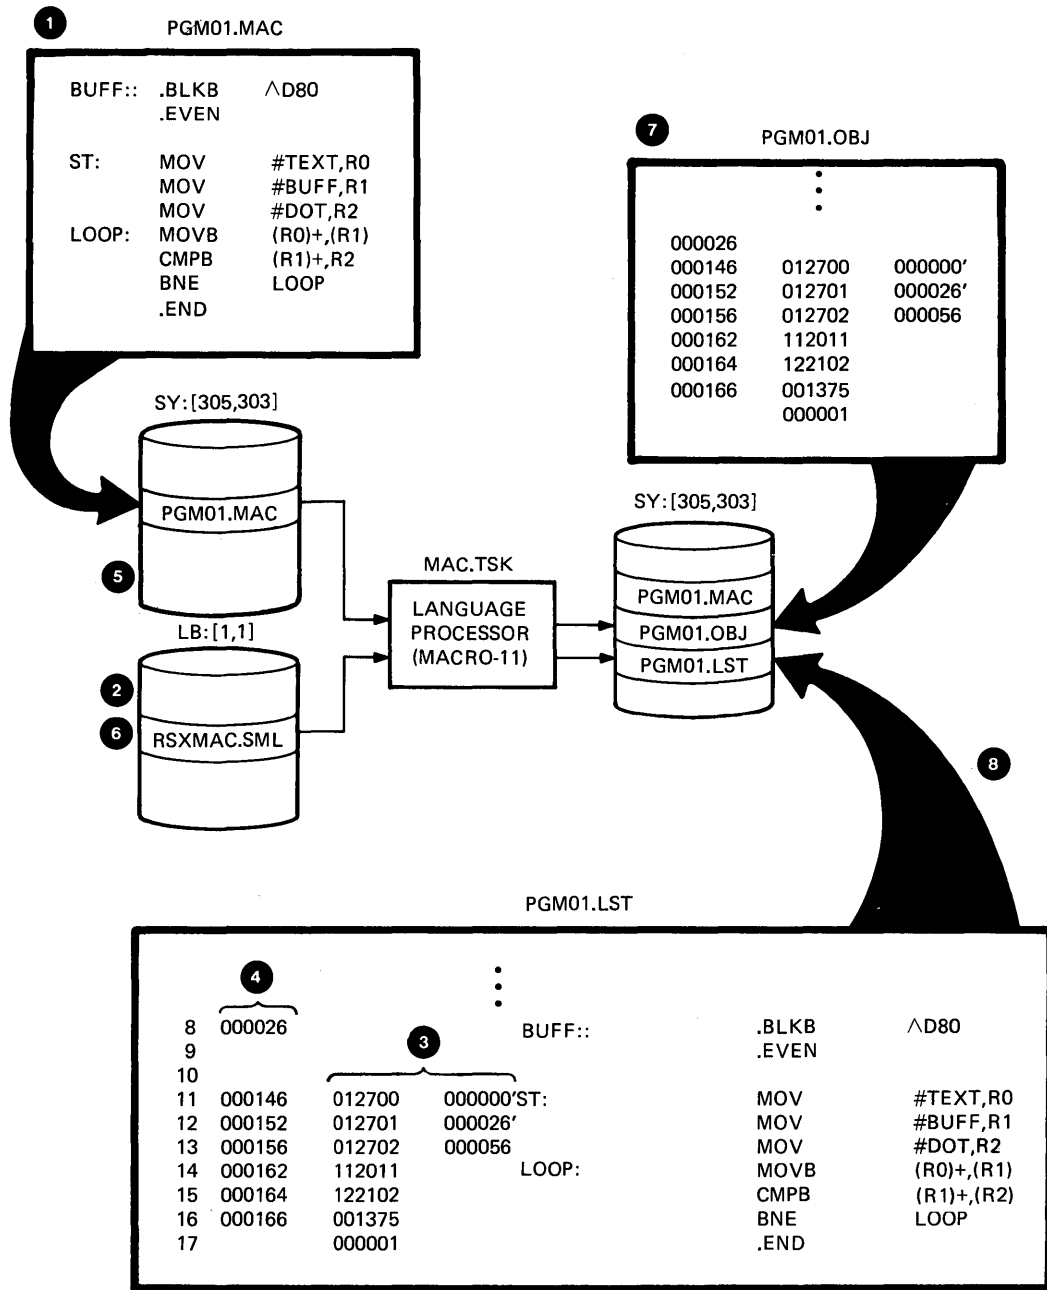 1 PGM01.MAC
BUFF:: .BLKB ^D80
.EVEN
ST: MOV #TEXT,R0
MOV #BUFF,R1
MOV #DOT,R2
LOOP: MOVB (R0)+,(R1)
CMPB (R1)+,R2
BNE LOOP
.END
7 PGM01.OBJ
000026
000146 012700 000000'
000152 012701 000026'
000156 012702 000056
000162 112011
000164 122102
000166 001375
000001
SY:[305,303]
PGM01.MAC
5
LB:[1,1]
2
6 RSXMAC.SML
MAC.TSK
LANGUAGE
PROCESSOR
(MACRO-11)
SY:[305,303]
PGM01.MAC
PGM01.OBJ
PGM01.LST
8
PGM01.LST
4
8 000026 BUFF:: .BLKB ^D80
3
9 .EVEN
10
11 000146 012700 000000'ST: MOV #TEXT,R0
12 000152 012701 000026' MOV #BUFF,R1
13 000156 012702 000056 MOV #DOT,R2
14 000162 112011 LOOP: MOVB (R0)+,(R1)
15 000164 122102 CMPB (R1)+,(R2)
16 000166 001375 BNE LOOP
17 000001 .END